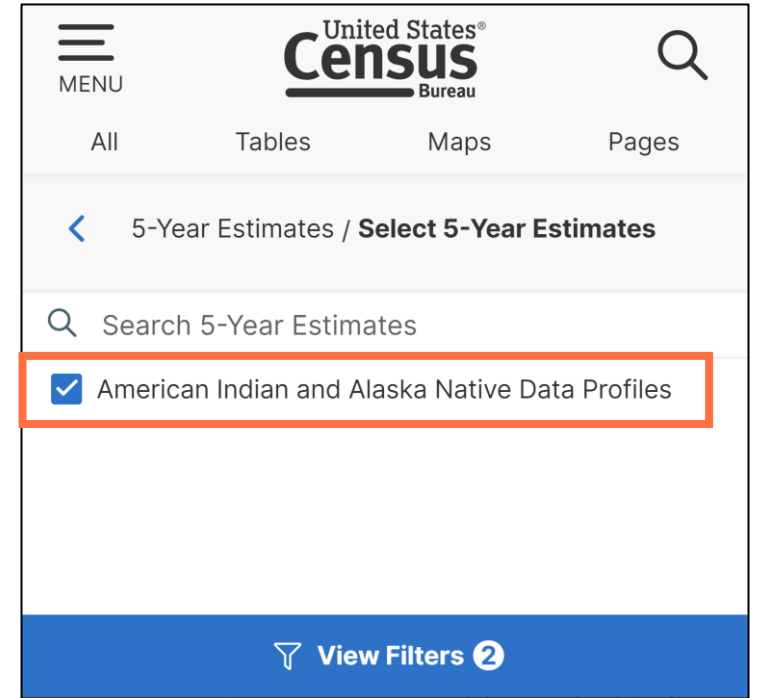 United States®
Census
Bureau
MENU
All Tables Maps Pages
5-Year Estimates / Select 5-Year Estimates
Search 5-Year Estimates
American Indian and Alaska Native Data Profiles
View Filters 2